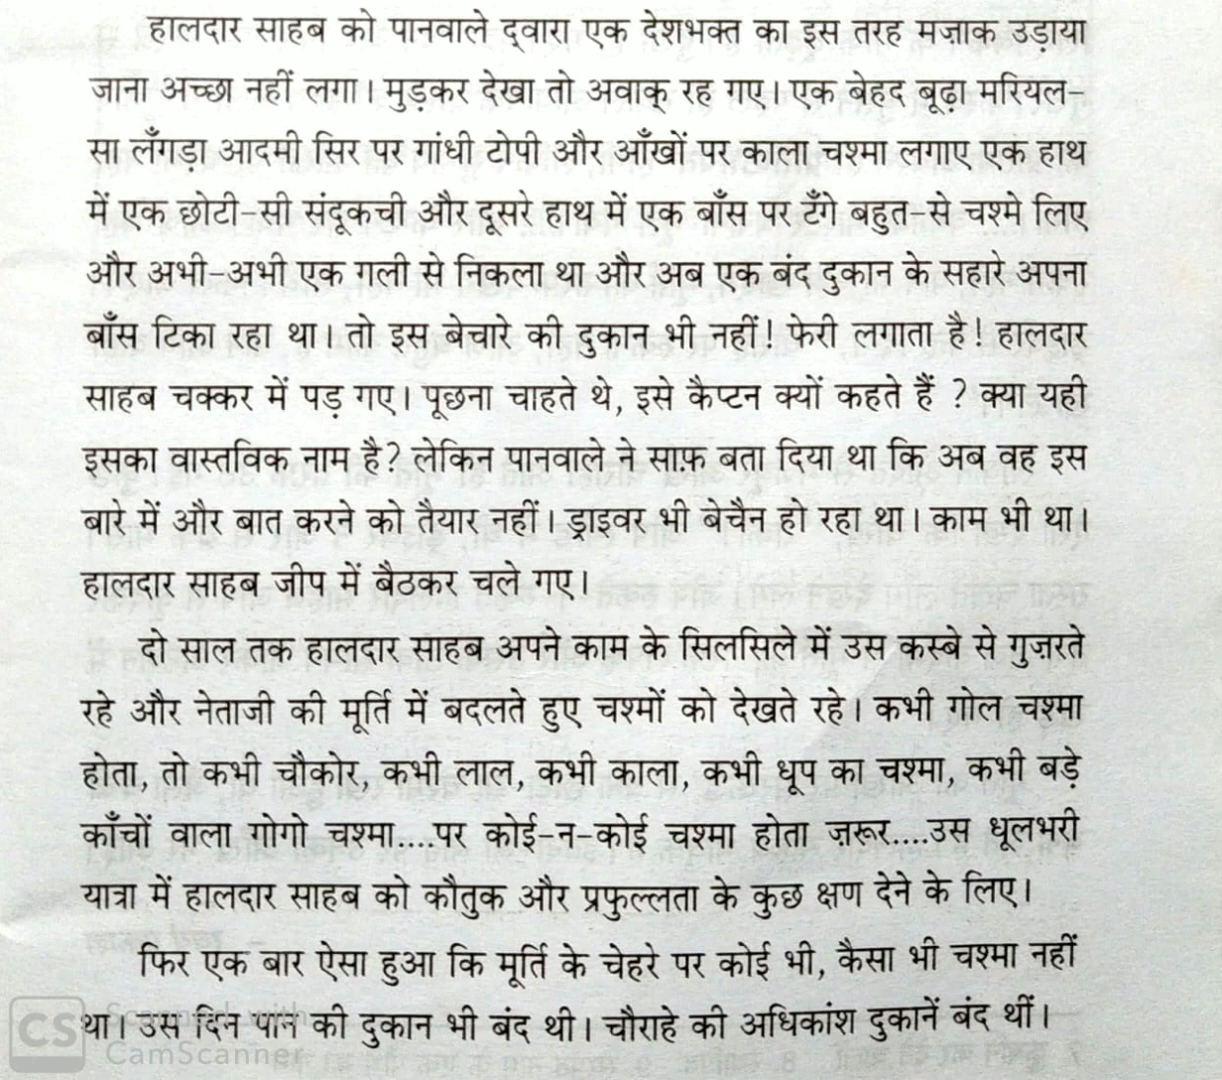 हालदार साहब को पानवाले द्वारा एक देशभक्त का इस तरह मज़ाक उड़ाया
जाना अच्छा नहीं लगा। मुड़कर देखा तो अवाक् रह गए। एक बेहद बूढ़ा मरियल-
सा लँगड़ा आदमी सिर पर गांधी टोपी और आँखों पर काला चश्मा लगाए एक हाथ
में एक छोटी-सी संदूकची और दूसरे हाथ में एक बाँस पर टँगे बहुत-से चश्मे लिए
और अभी-अभी एक गली से निकला था और अब एक बंद दुकान के सहारे अपना
बाँस टिका रहा था। तो इस बेचारे की दुकान भी नहीं! फेरी लगाता है! हालदार
साहब चक्कर में पड़ गए। पूछना चाहते थे, इसे कैप्टन क्यों कहते हैं ? क्या यही
इसका वास्तविक नाम है? लेकिन पानवाले ने साफ़ बता दिया था कि अब वह इस
बारे में और बात करने को तैयार नहीं। ड्राइवर भी बेचैन हो रहा था। काम भी था।
हालदार साहब जीप में बैठकर चले गए।
दो साल तक हालदार साहब अपने काम के सिलसिले में उस कस्बे से गुज़रते
रहे और नेताजी की मूर्ति में बदलते हुए चश्मों को देखते रहे। कभी गोल चश्मा
होता, तो कभी चौकोर, कभी लाल, कभी काला, कभी धूप का चश्मा, कभी बड़े
काँचों वाला गोगो चश्मा....पर कोई-न-कोई चश्मा होता ज़रूर....उस धूलभरी
यात्रा में हालदार साहब को कौतुक और प्रफुल्लता के कुछ क्षण देने के लिए।
फिर एक बार ऐसा हुआ कि मूर्ति के चेहरे पर कोई भी, कैसा भी चश्मा नहीं
था। उस दिन पान की दुकान भी बंद थी। चौराहे की अधिकांश दुकानें बंद थीं।
CS Scanned with
CamScanner